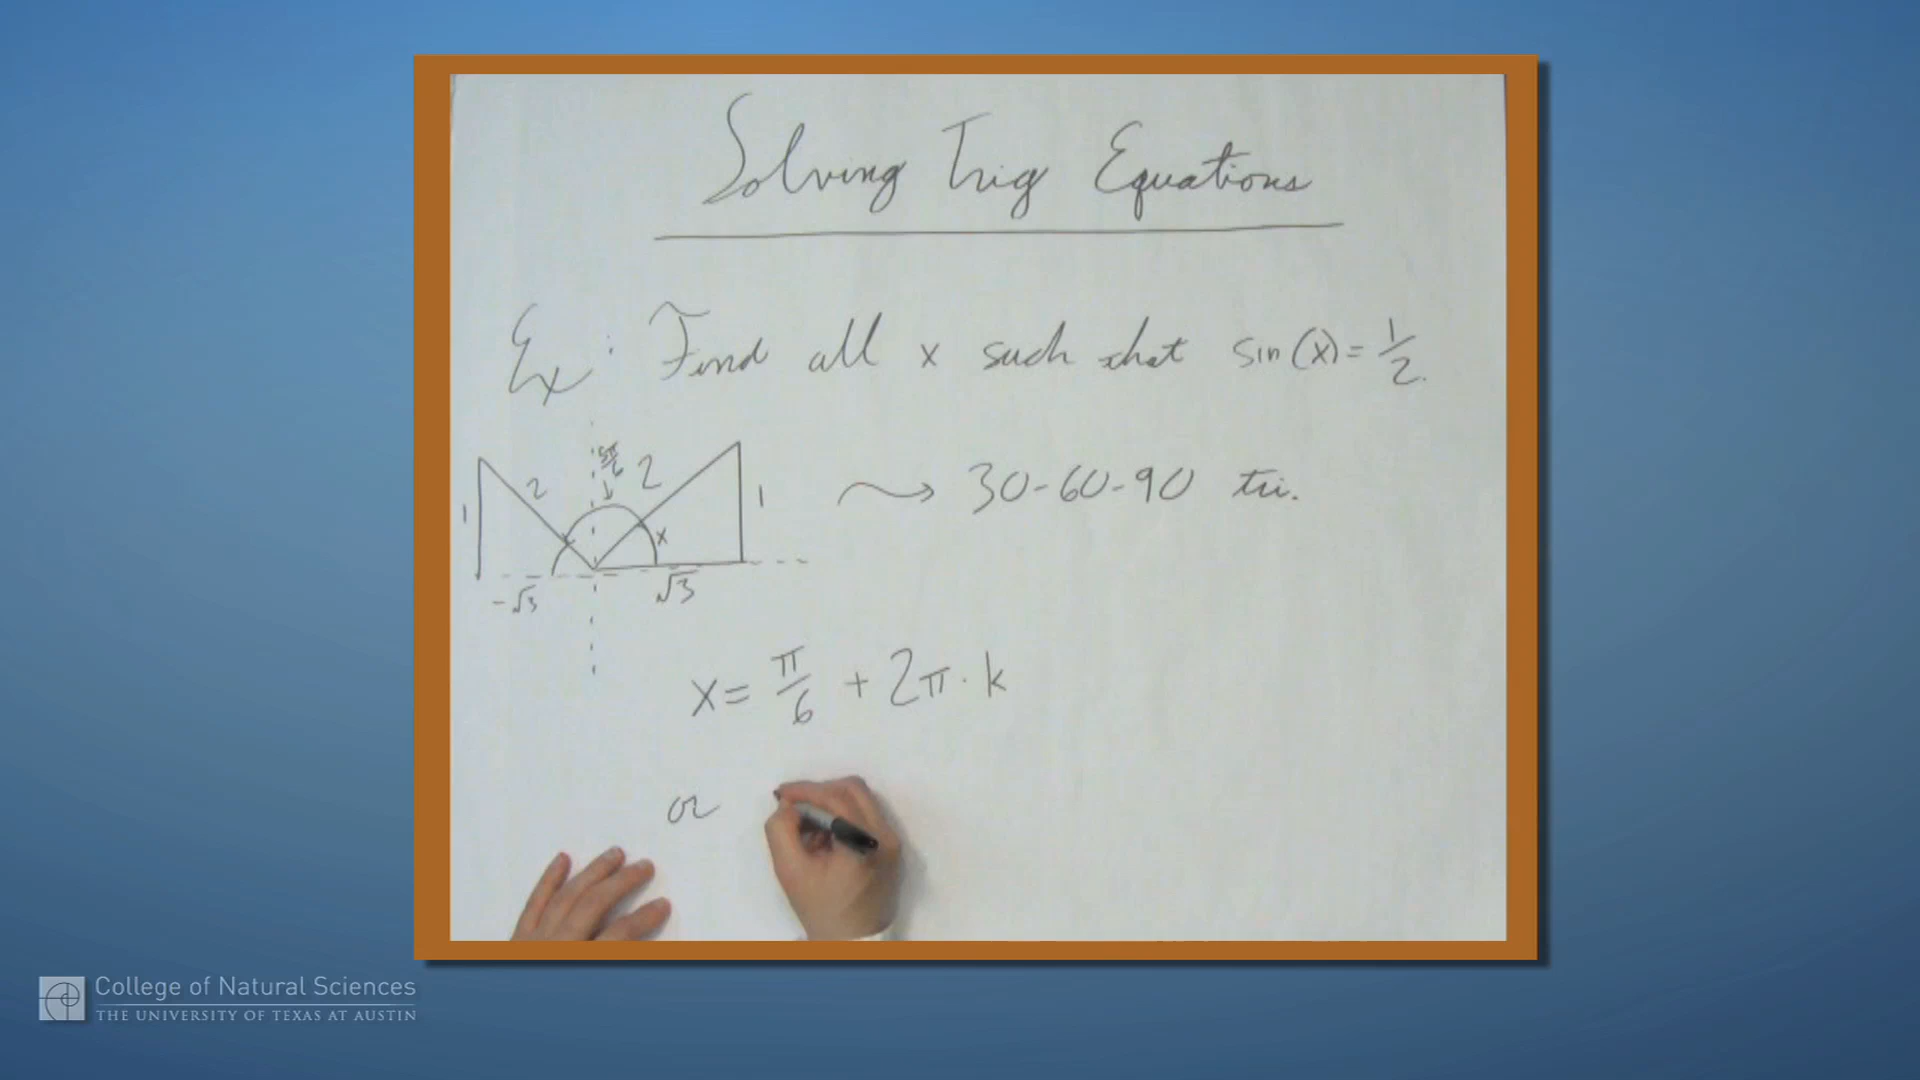 Solving Trig Equations
Ex: Find all x such that sin(x)=1/2.
5π/6
2
2
1
1
x
-√3
√3
30-60-90 tri.
x = π/6 + 2π·k
or
College of Natural Sciences
THE UNIVERSITY OF TEXAS AT AUSTIN